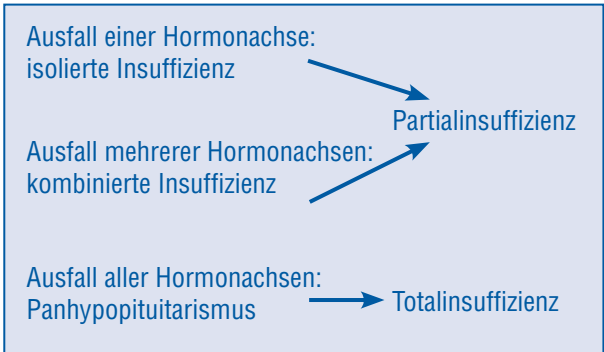 Ausfall einer Hormonachse:
isolierte Insuffizienz
Partialinsuffizienz
Ausfall mehrerer Hormonachsen:
kombinierte Insuffizienz
Ausfall aller Hormonachsen:
Panhypopituitarismus
Totalinsuffizienz